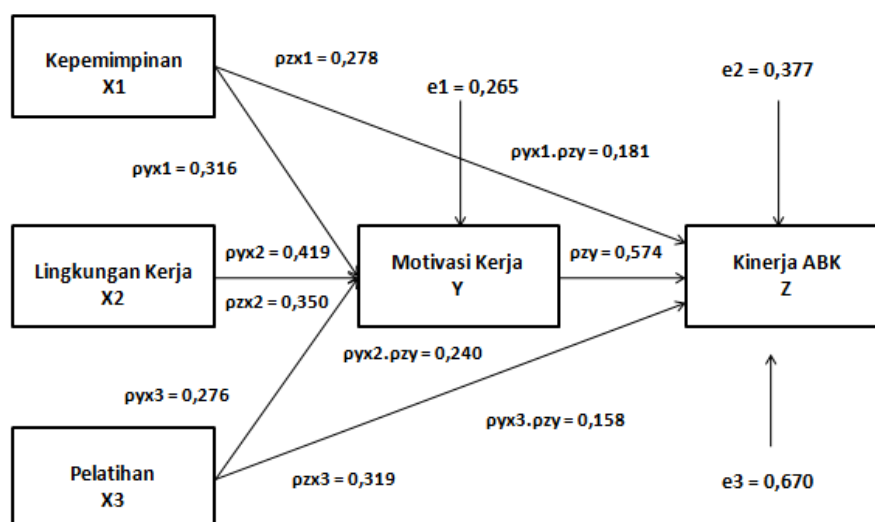 Kepemimpinan
X1
ρzx1 = 0,278
e1 = 0,265
e2 = 0,377
ρyx1 = 0,316
ρyx1.ρzy = 0,181
Lingkungan Kerja
X2
ρyx2 = 0,419
ρzx2 = 0,350
Motivasi Kerja
Y
ρzy = 0,574
Kinerja ABK
Z
ρyx2.ρzy = 0,240
ρyx3 = 0,276
ρyx3.ρzy = 0,158
Pelatihan
X3
ρzx3 = 0,319
e3 = 0,670